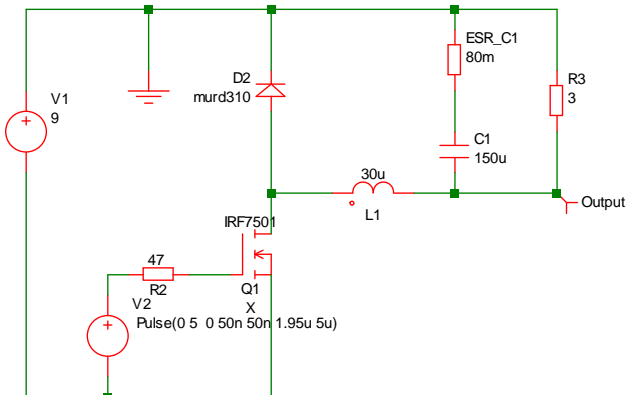 ESR_C1
80m
D2
murd310
R3
3
V1
9
C1
150u
30u
L1
Output
IRF7501
47
R2
Q1
X
V2
Pulse(0 5 0 50n 50n 1.95u 5u)